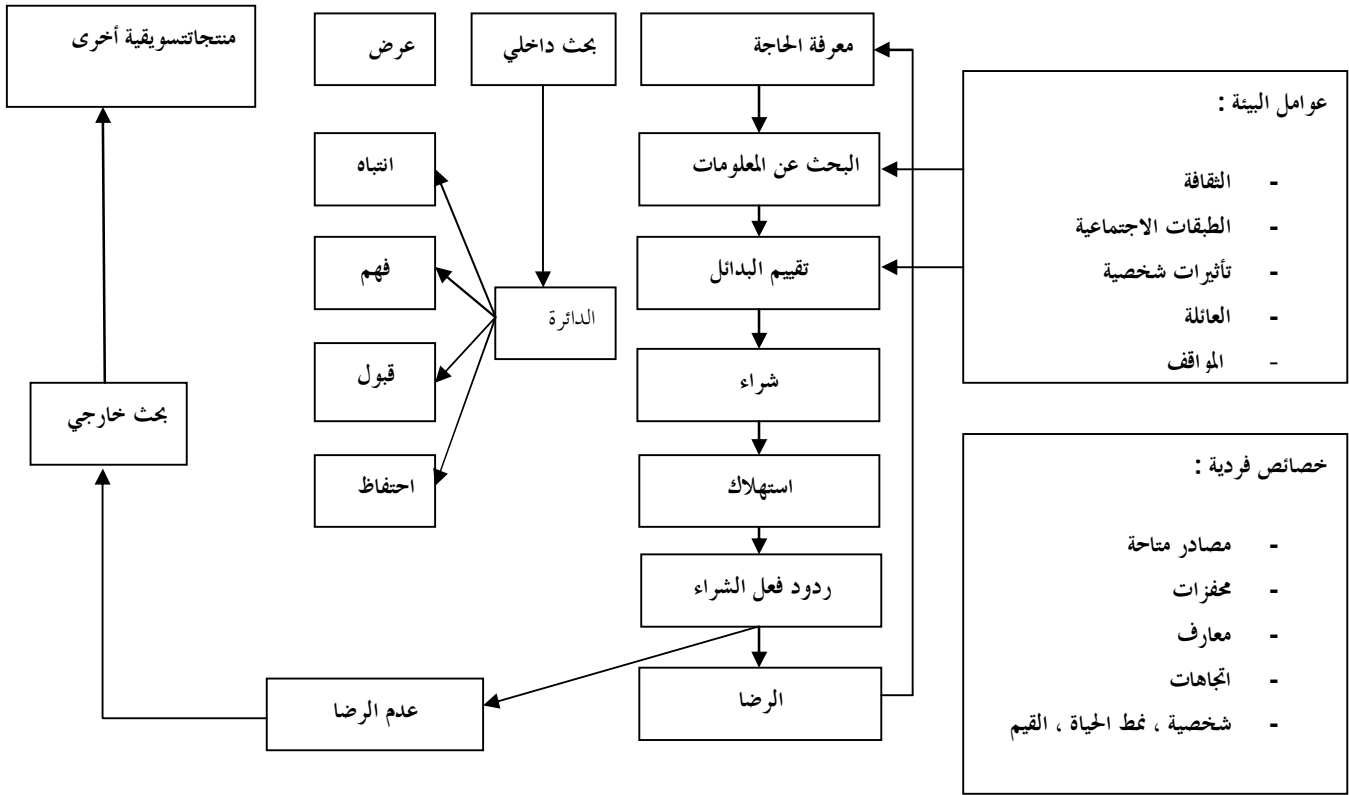 معرفة الحاجة
بحث داخلي
عرض
منتجاتتسويقية أخرى
عوامل البيئة :
- الثقافة
- الطبقات الاجتماعية
- تأثيرات شخصية
- العائلة
- المواقف
البحث عن المعلومات
انتباه
تقييم البدائل
فهم
الدائرة
شراء
قبول
بحث خارجي
خصائص فردية :
- مصادر متاحة
- محفزات
- معارف
- اتجاهات
- شخصية ، نمط الحياة ، القيم
استهلاك
احتفاظ
ردود فعل الشراء
الرضا
عدم الرضا